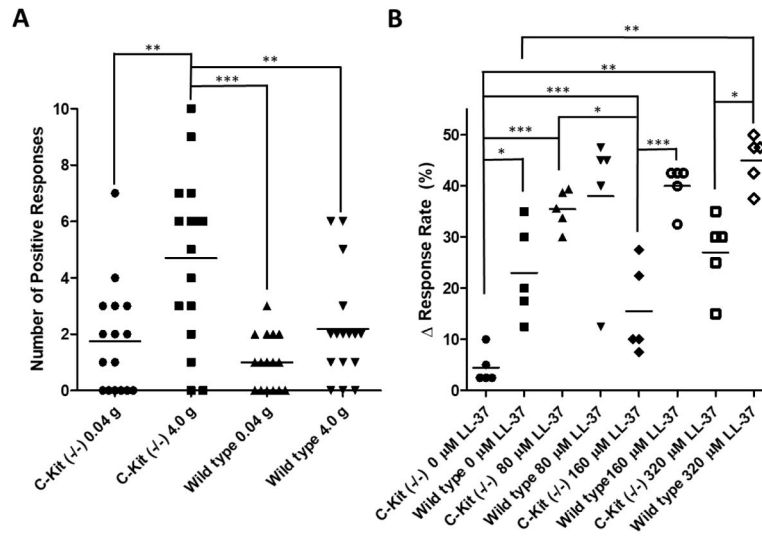 A
B
**
***
**
Number of Positive Responses
10
8
6
4
2
0
C-Kit (-/-) 0.04 g
C-Kit (-/-) 4.0 g
Wild type 0.04 g
Wild type 4.0 g
**
**
***
*
*
***
***
*
Δ Response Rate (%)
50
40
30
20
10
0
C-Kit (-/-) 0 µM LL-37
Wild type 0 µM LL-37
C-Kit (-/-) 80 µM LL-37
Wild type 80 µM LL-37
C-Kit (-/-) 160 µM LL-37
Wild type160 µM LL-37
C-Kit (-/-) 320 µM LL-37
Wild type 320 µM LL-37